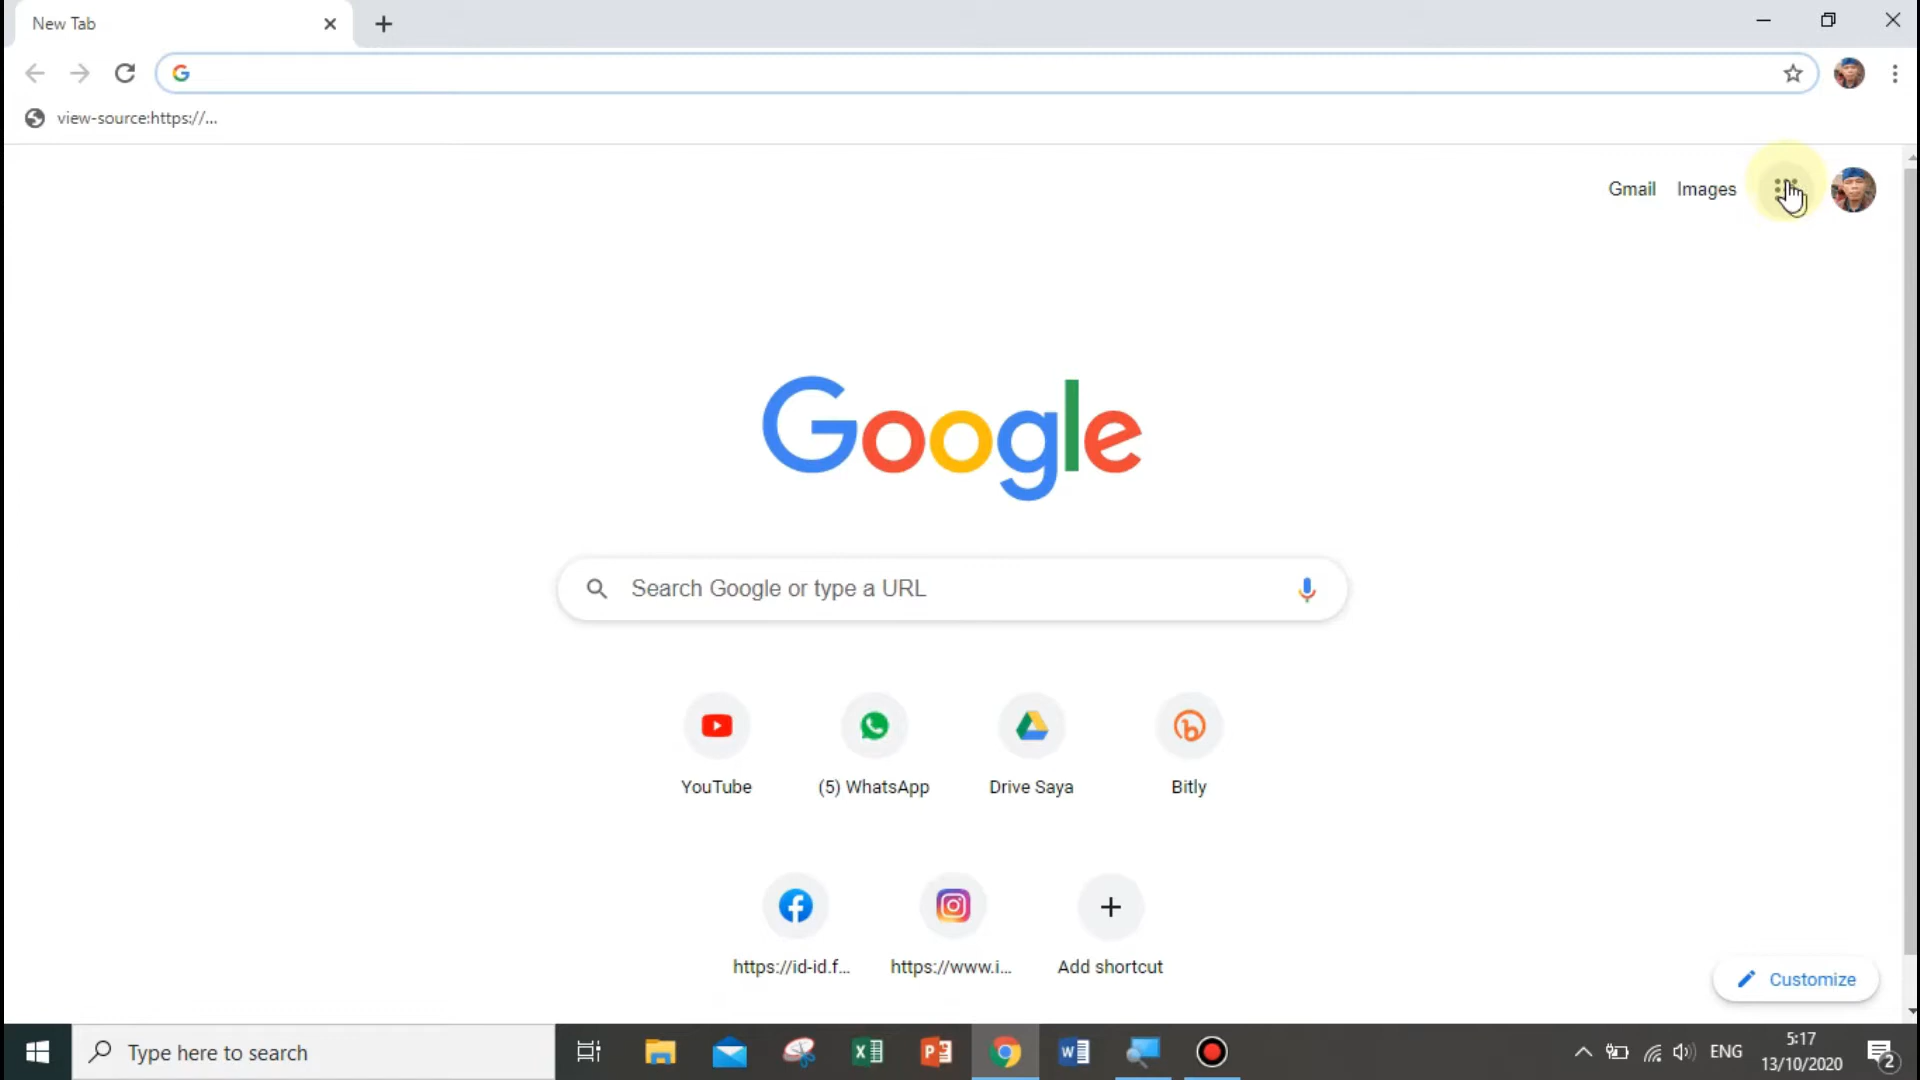 New Tab
view-source:https://...
Gmail Images
Google
Search Google or type a URL
YouTube
(5) WhatsApp
Drive Saya
Bitly
https://id-id.f...
https://www.i...
Add shortcut
Customize
Type here to search
ENG
5:17
13/10/2020
2